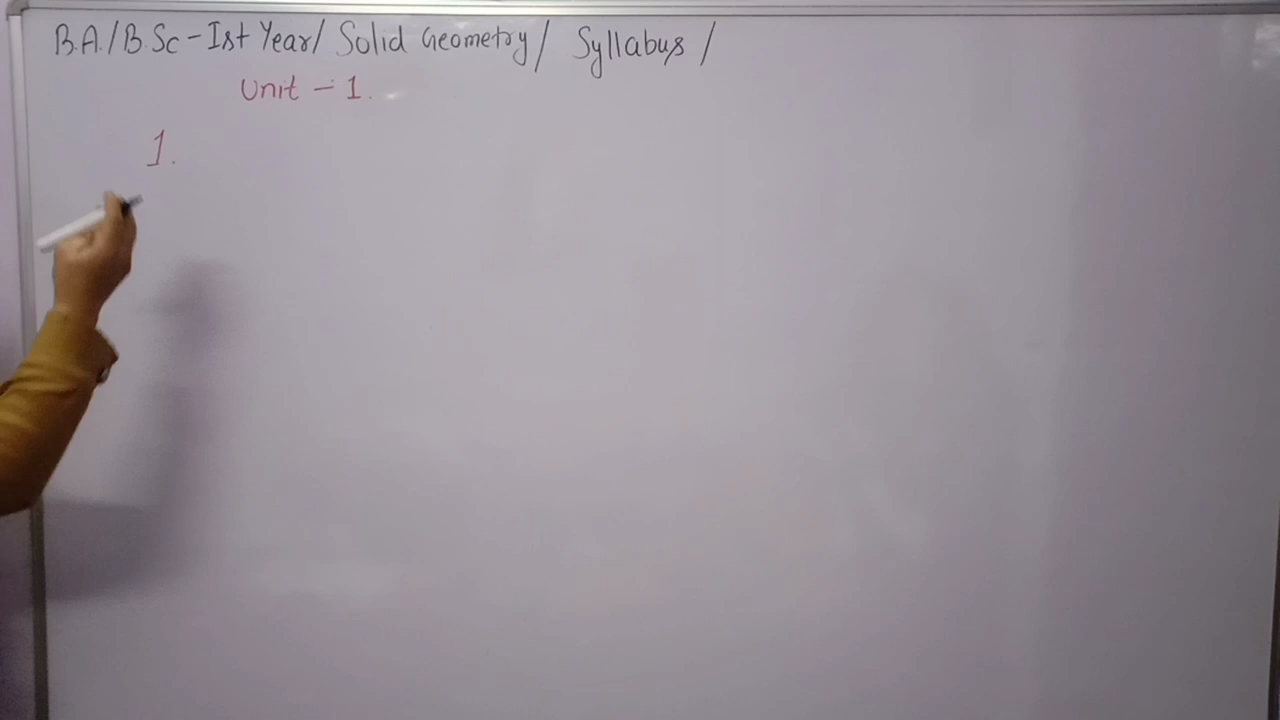 B.A./B.Sc - Ist Year/ Solid Geometry/ Syllabus /
Unit - 1.
1.